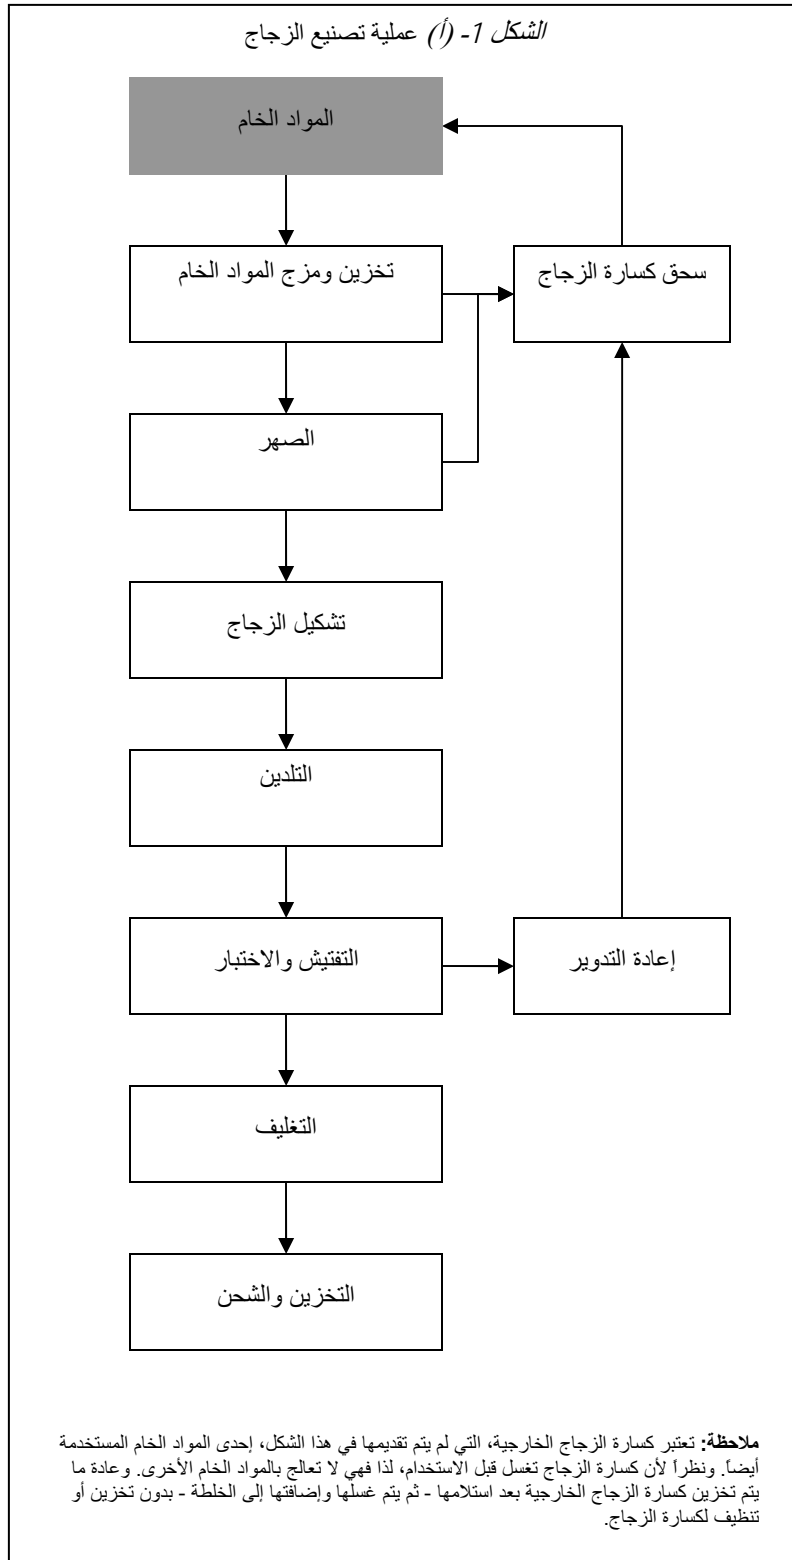 الشكل 1- (أ) عملية تصنيع الزجاج
المواد الخام
تخزين ومزج المواد الخام
سحق كسارة الزجاج
الصهر
تشكيل الزجاج
التلدين
التفتيش والاختبار
إعادة التدوير
التغليف
التخزين والشحن
ملاحظة: تعتبر كسارة الزجاج الخارجية، التي لم يتم تقديمها في هذا الشكل، إحدى المواد الخام المستخدمة
أيضاً. ونظراً لأن كسارة الزجاج تغسل قبل الاستخدام، لذا فهي لا تعالج بالمواد الخام الأخرى. وعادة ما
يتم تخزين كسارة الزجاج الخارجية بعد استلامها - ثم يتم غسلها وإضافتها إلى الخلطة - بدون تخزين أو
تنظيف لكسارة الزجاج.